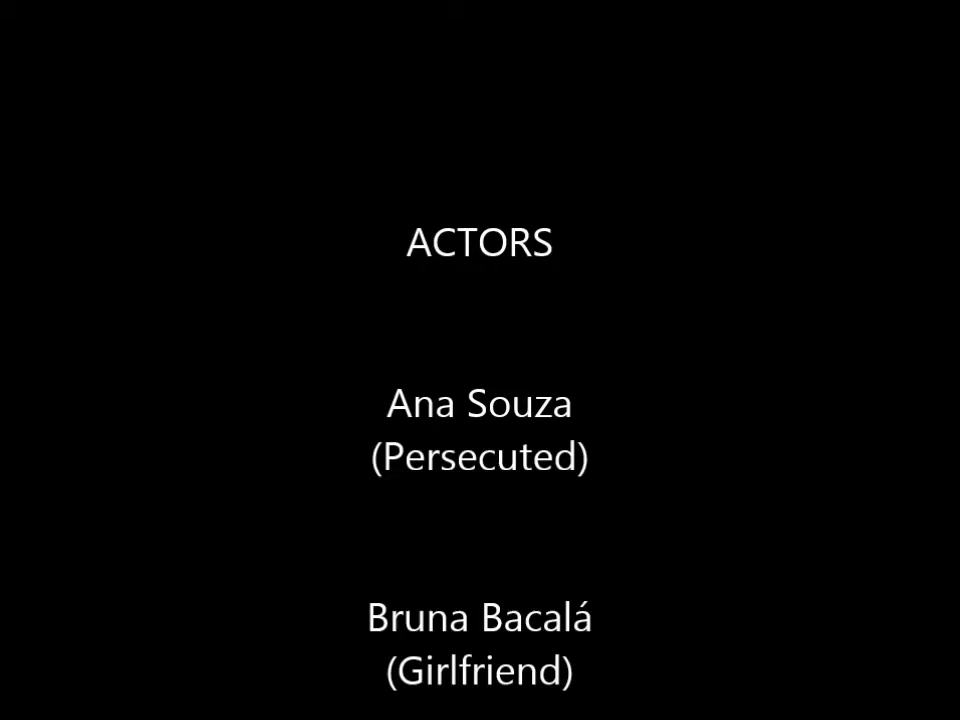 ACTORS
Ana Souza
(Persecuted)
Bruna Bacalá
(Girlfriend)